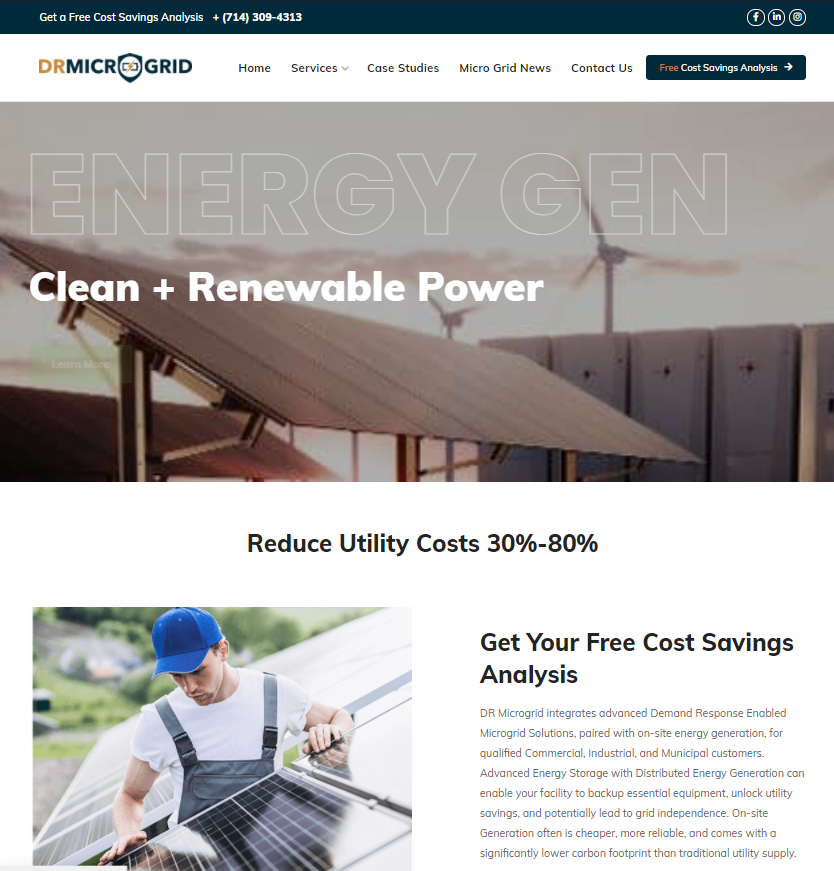 Get a Free Cost Savings Analysis + (714) 309-4313
DRMICROGRID
Home Services Case Studies Micro Grid News Contact Us Free Cost Savings Analysis
ENERGY GEN
Clean + Renewable Power
Learn More
Reduce Utility Costs 30%-80%
Get Your Free Cost Savings
Analysis
DR Microgrid integrates advanced Demand Response Enabled
Microgrid Solutions, paired with on-site energy generation, for
qualified Commercial, Industrial, and Municipal customers.
Advanced Energy Storage with Distributed Energy Generation can
enable your facility to backup essential equipment, unlock utility
savings, and potentially lead to grid independence. On-site
Generation often is cheaper, more reliable, and comes with a
significantly lower carbon footprint than traditional utility supply.